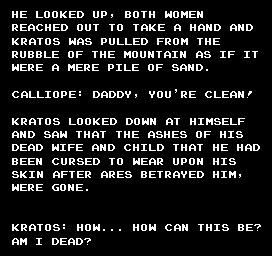 HE LOOKED UP, BOTH WOMEN
REACHED OUT TO TAKE A HAND AND
KRATOS WAS PULLED FROM THE
RUBBLE OF THE MOUNTAIN AS IF IT
WERE A MERE PILE OF SAND.
CALLIOPE: DADDY, YOU'RE CLEAN!
KRATOS LOOKED DOWN AT HIMSELF
AND SAW THAT THE ASHES OF HIS
DEAD WIFE AND CHILD THAT HE HAD
BEEN CURSED TO WEAR UPON HIS
SKIN AFTER ARES BETRAYED HIM,
WERE GONE.
KRATOS: HOW... HOW CAN THIS BE?
AM I DEAD?